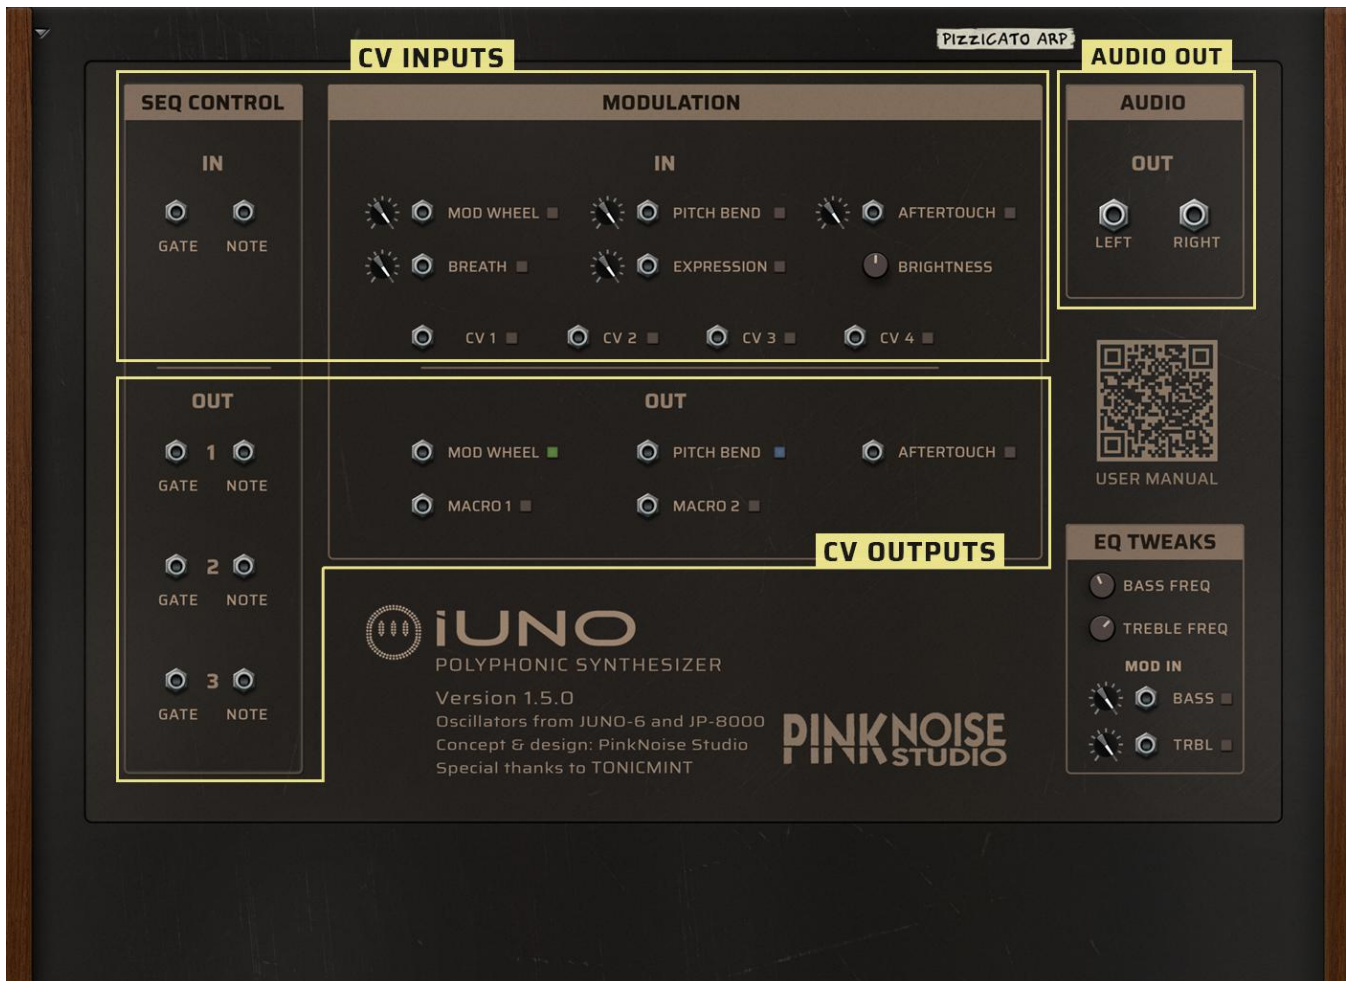 PIZZICATO ARP
CV INPUTS
AUDIO OUT
SEQ CONTROL
MODULATION
AUDIO
IN
IN
OUT
GATE NOTE
MOD WHEEL
PITCH BEND
AFTERTOUCH
LEFT RIGHT
BREATH
EXPRESSION
BRIGHTNESS
CV 1
CV 2
CV 3
CV 4
OUT
OUT
1
GATE NOTE
MOD WHEEL
PITCH BEND
AFTERTOUCH
USER MANUAL
MACRO 1
MACRO 2
CV OUTPUTS
2
GATE NOTE
3
GATE NOTE
iUNO
POLYPHONIC SYNTHESIZER
Version 1.5.0
Oscillators from JUNO-6 and JP-8000
Concept & design: PinkNoise Studio
Special thanks to TONICMINT
PINKNOISE
STUDIO
EQ TWEAKS
BASS FREQ
TREBLE FREQ
MOD IN
BASS
TRBL